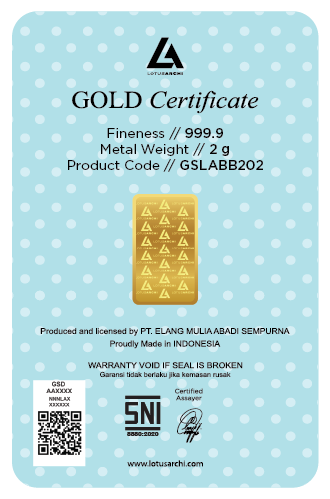 LOTUSARCHI
GOLD Certificate
Fineness // 999.9
Metal Weight // 2 g
Product Code // GSLABB202
LOTUSARCHI
Produced and licensed by PT. ELANG MULIA ABADI SEMPURNA
Proudly Made in INDONESIA
WARRANTY VOID IF SEAL IS BROKEN
Garansi tidak berlaku jika kemasan rusak
GSD
AAXXXX
NNNLAX
XXXXXX
SNI
8880:2020
Certified
Assayer
www.lotusarchi.com